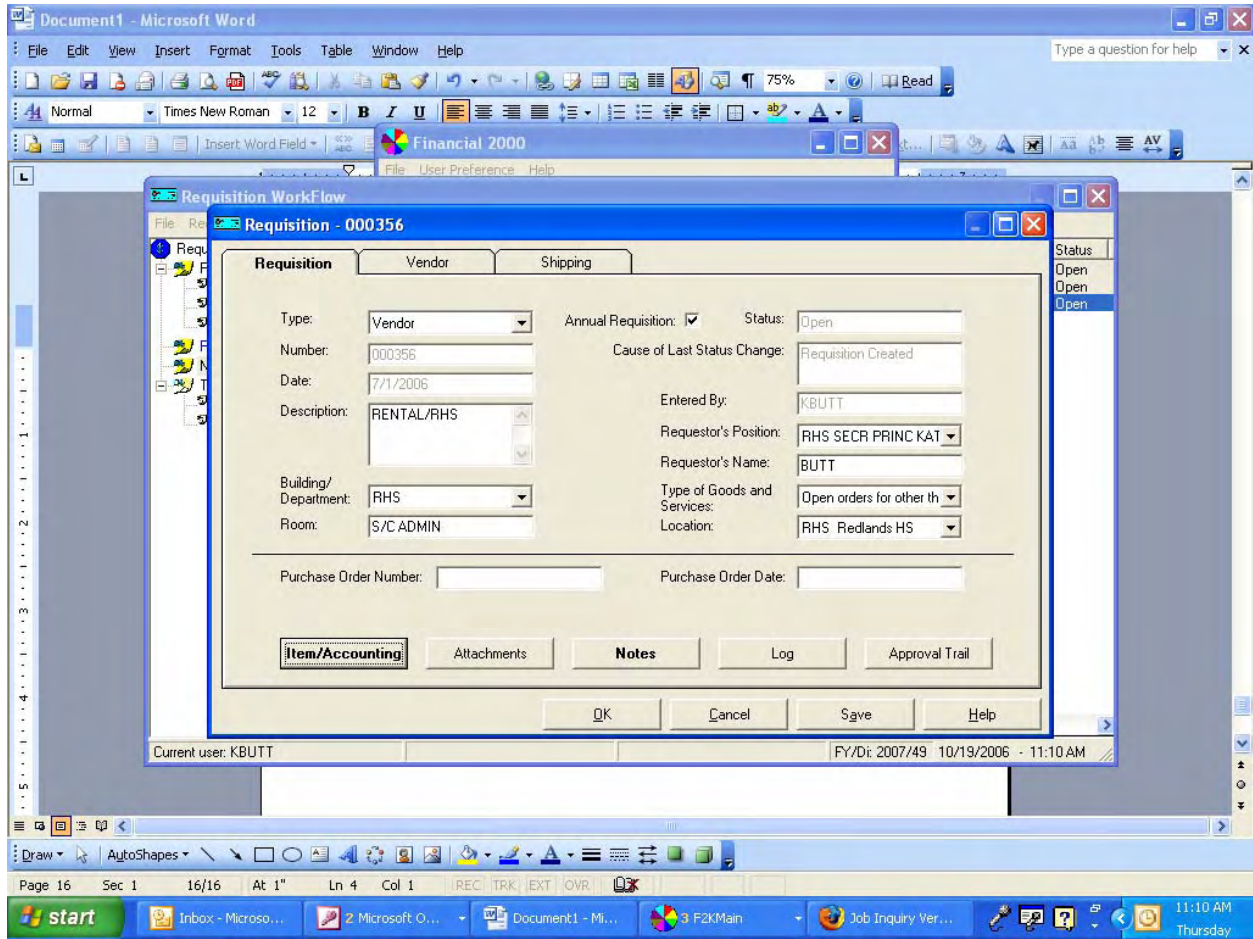 Document1 - Microsoft Word
File Edit View Insert Format Tools Table Window Help Type a question for help
75% Read
Normal Times New Roman 12 B I U
Insert Word Field
Financial 2000
File User Preference Help
Requisition WorkFlow
File
Requisition - 000356
Status
Open
Open
Open
Requisition Vendor Shipping
Type: Vendor Annual Requisition: Status: Open
Number: 000356 Cause of Last Status Change: Requisition Created
Date: 7/1/2006
Description: RENTAL/RHS Entered By: KBUTT
Requestor's Position: RHS SECR PRINC KAT
Requestor's Name: BUTT
Building/
Department: RHS Type of Goods and
Services: Open orders for other th
Room: S/C ADMIN Location: RHS Redlands HS
Purchase Order Number: Purchase Order Date:
Item/Accounting Attachments Notes Log Approval Trail
OK Cancel Save Help
Current user: KBUTT FY/Di: 2007/49 10/19/2006 - 11:10 AM
Draw AutoShapes
Page 16 Sec 1 16/16 At 1" Ln 4 Col 1 REC TRK EXT OVR
start Inbox - Microso... 2 Microsoft O... Document1 - Mi... 3 F2KMain Job Inquiry Ver... 11:10 AM
Thursday